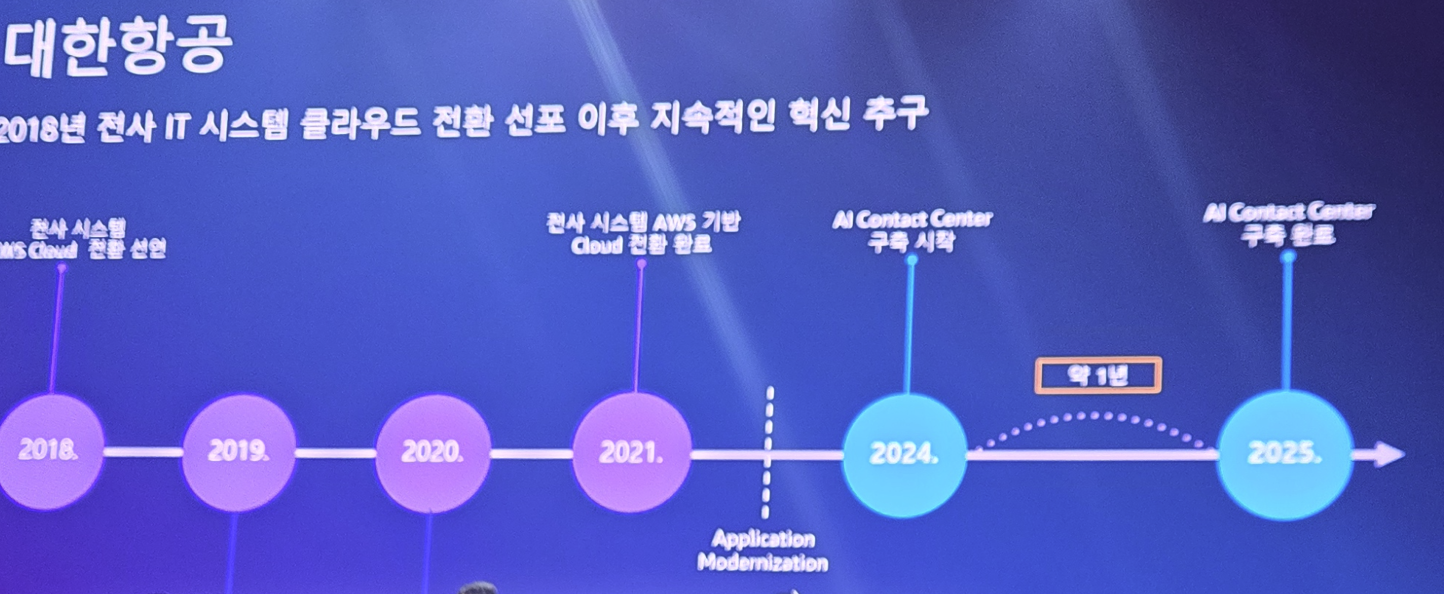 대한항공
2018년 전사 IT 시스템 클라우드 전환 선포 이후 지속적인 혁신 추구
전사 시스템
AWS Cloud 전환 선언
전사 시스템 AWS 기반
Cloud 전환 완료
AI Contact Center
구축 시작
AI Contact Center
구축 완료
약 1년
2018.
2019.
2020.
2021.
2024.
2025.
Application
Modernization